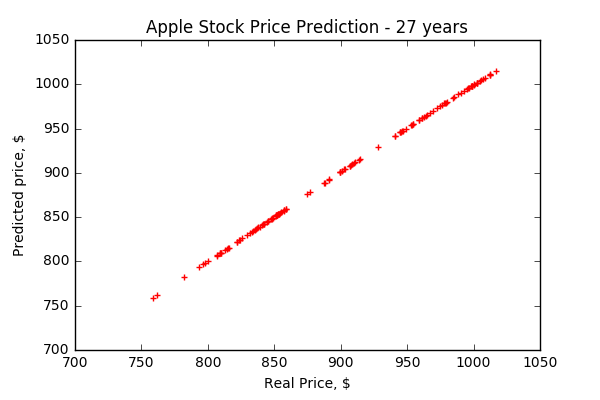 Apple Stock Price Prediction - 27 years
1050
1000
950
900
850
800
750
700
Predicted price, $
700 750 800 850 900 950 1000 1050
Real Price, $